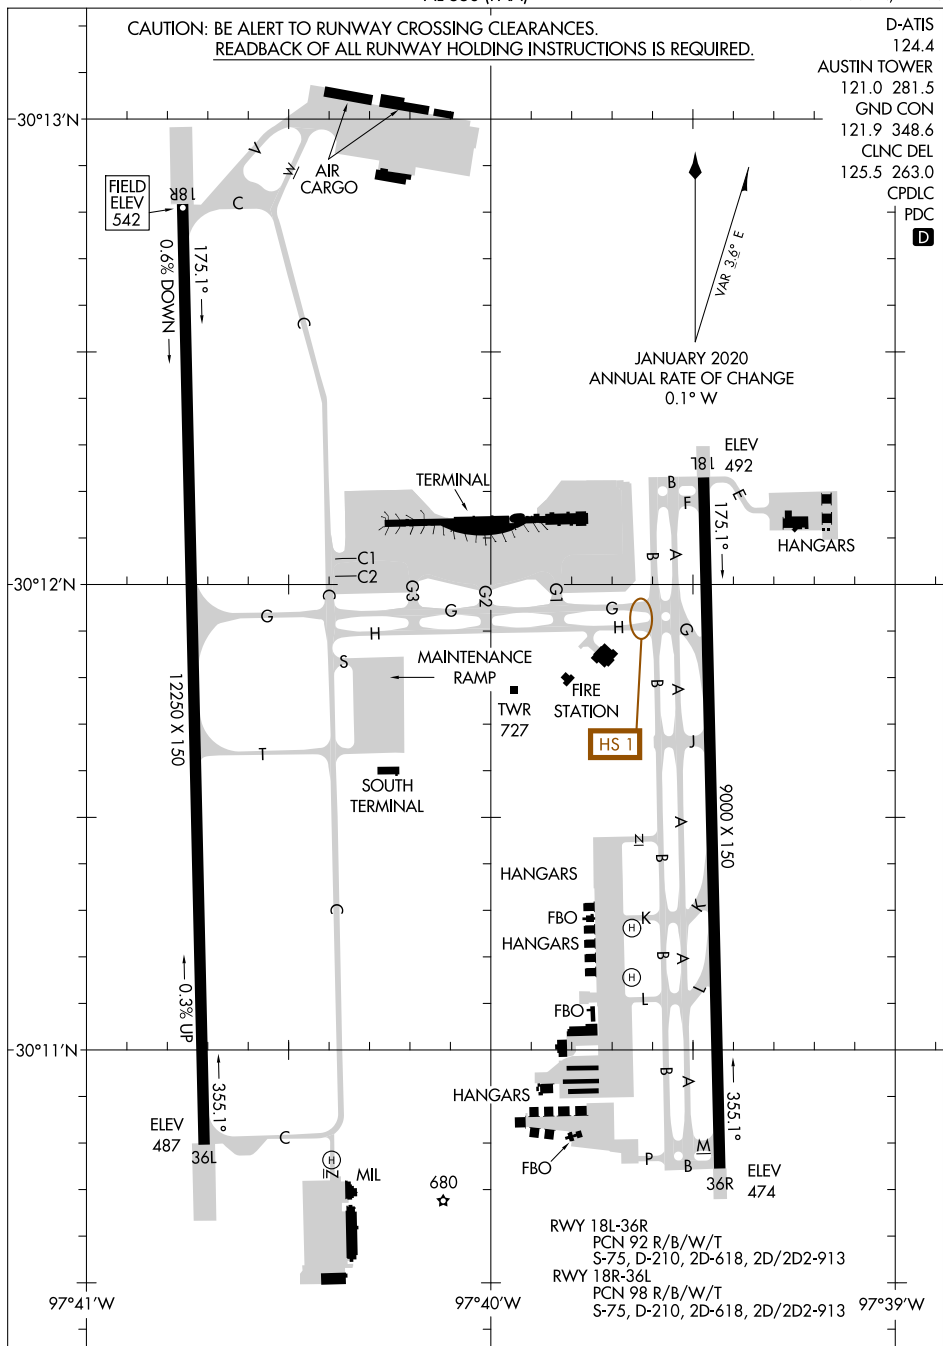 CAUTION: BE ALERT TO RUNWAY CROSSING CLEARANCES.
READBACK OF ALL RUNWAY HOLDING INSTRUCTIONS IS REQUIRED.
D-ATIS
124.4
AUSTIN TOWER
121.0 281.5
GND CON
121.9 348.6
CLNC DEL
125.5 263.0
CPDLC
PDC
D
30°13'N
AIR
CARGO
V
W
C
FIELD
ELEV
542
18R
175.1°
0.6% DOWN
C
VAR 3.6° E
JANUARY 2020
ANNUAL RATE OF CHANGE
0.1° W
ELEV
492
18L
TERMINAL
B
F
E
175.1°
HANGARS
B
A
C1
C2
30°12'N
C
G3
G2
G1
G
G
G
H
H
G
S
MAINTENANCE
RAMP
FIRE
STATION
TWR
727
B
A
12250 X 150
HS 1
J
T
SOUTH
TERMINAL
9000 X 150
A
N
B
HANGARS
C
FBO
K
K
H
HANGARS
B
A
H
L
L
0.3% UP
FBO
30°11'N
B
A
355.1°
355.1°
HANGARS
ELEV
487
36L
C
H
N
MIL
680
FBO
P
B
M
36R
ELEV
474
RWY 18L-36R
PCN 92 R/B/W/T
S-75, D-210, 2D-618, 2D/2D2-913
RWY 18R-36L
PCN 98 R/B/W/T
S-75, D-210, 2D-618, 2D/2D2-913
97°41'W
97°40'W
97°39'W